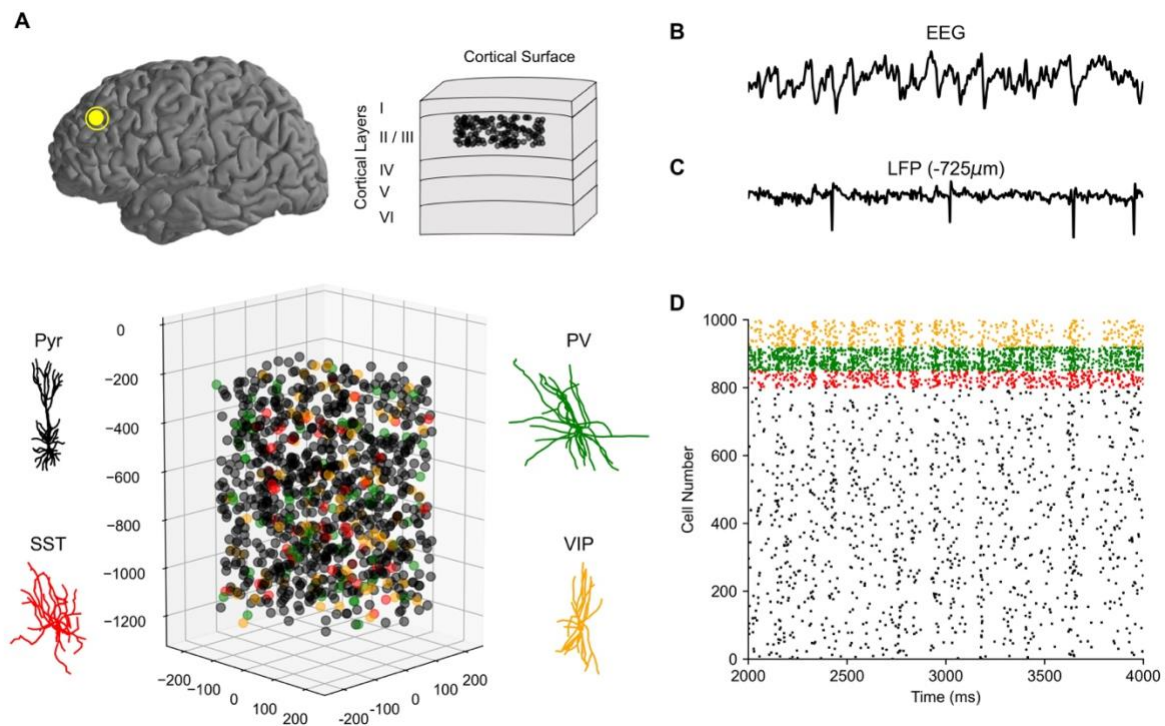 A
Cortical Surface
Cortical Layers
I
II / III
IV
V
VI
B
EEG
C
LFP (-725μm)
Pyr
SST
0
−200
−400
−600
−800
−1000
−1200
−200
−100
0
100
200
−200
−100
0
100
200
PV
VIP
D
Cell Number
1000
800
600
400
200
0
2000
2500
3000
3500
4000
Time (ms)